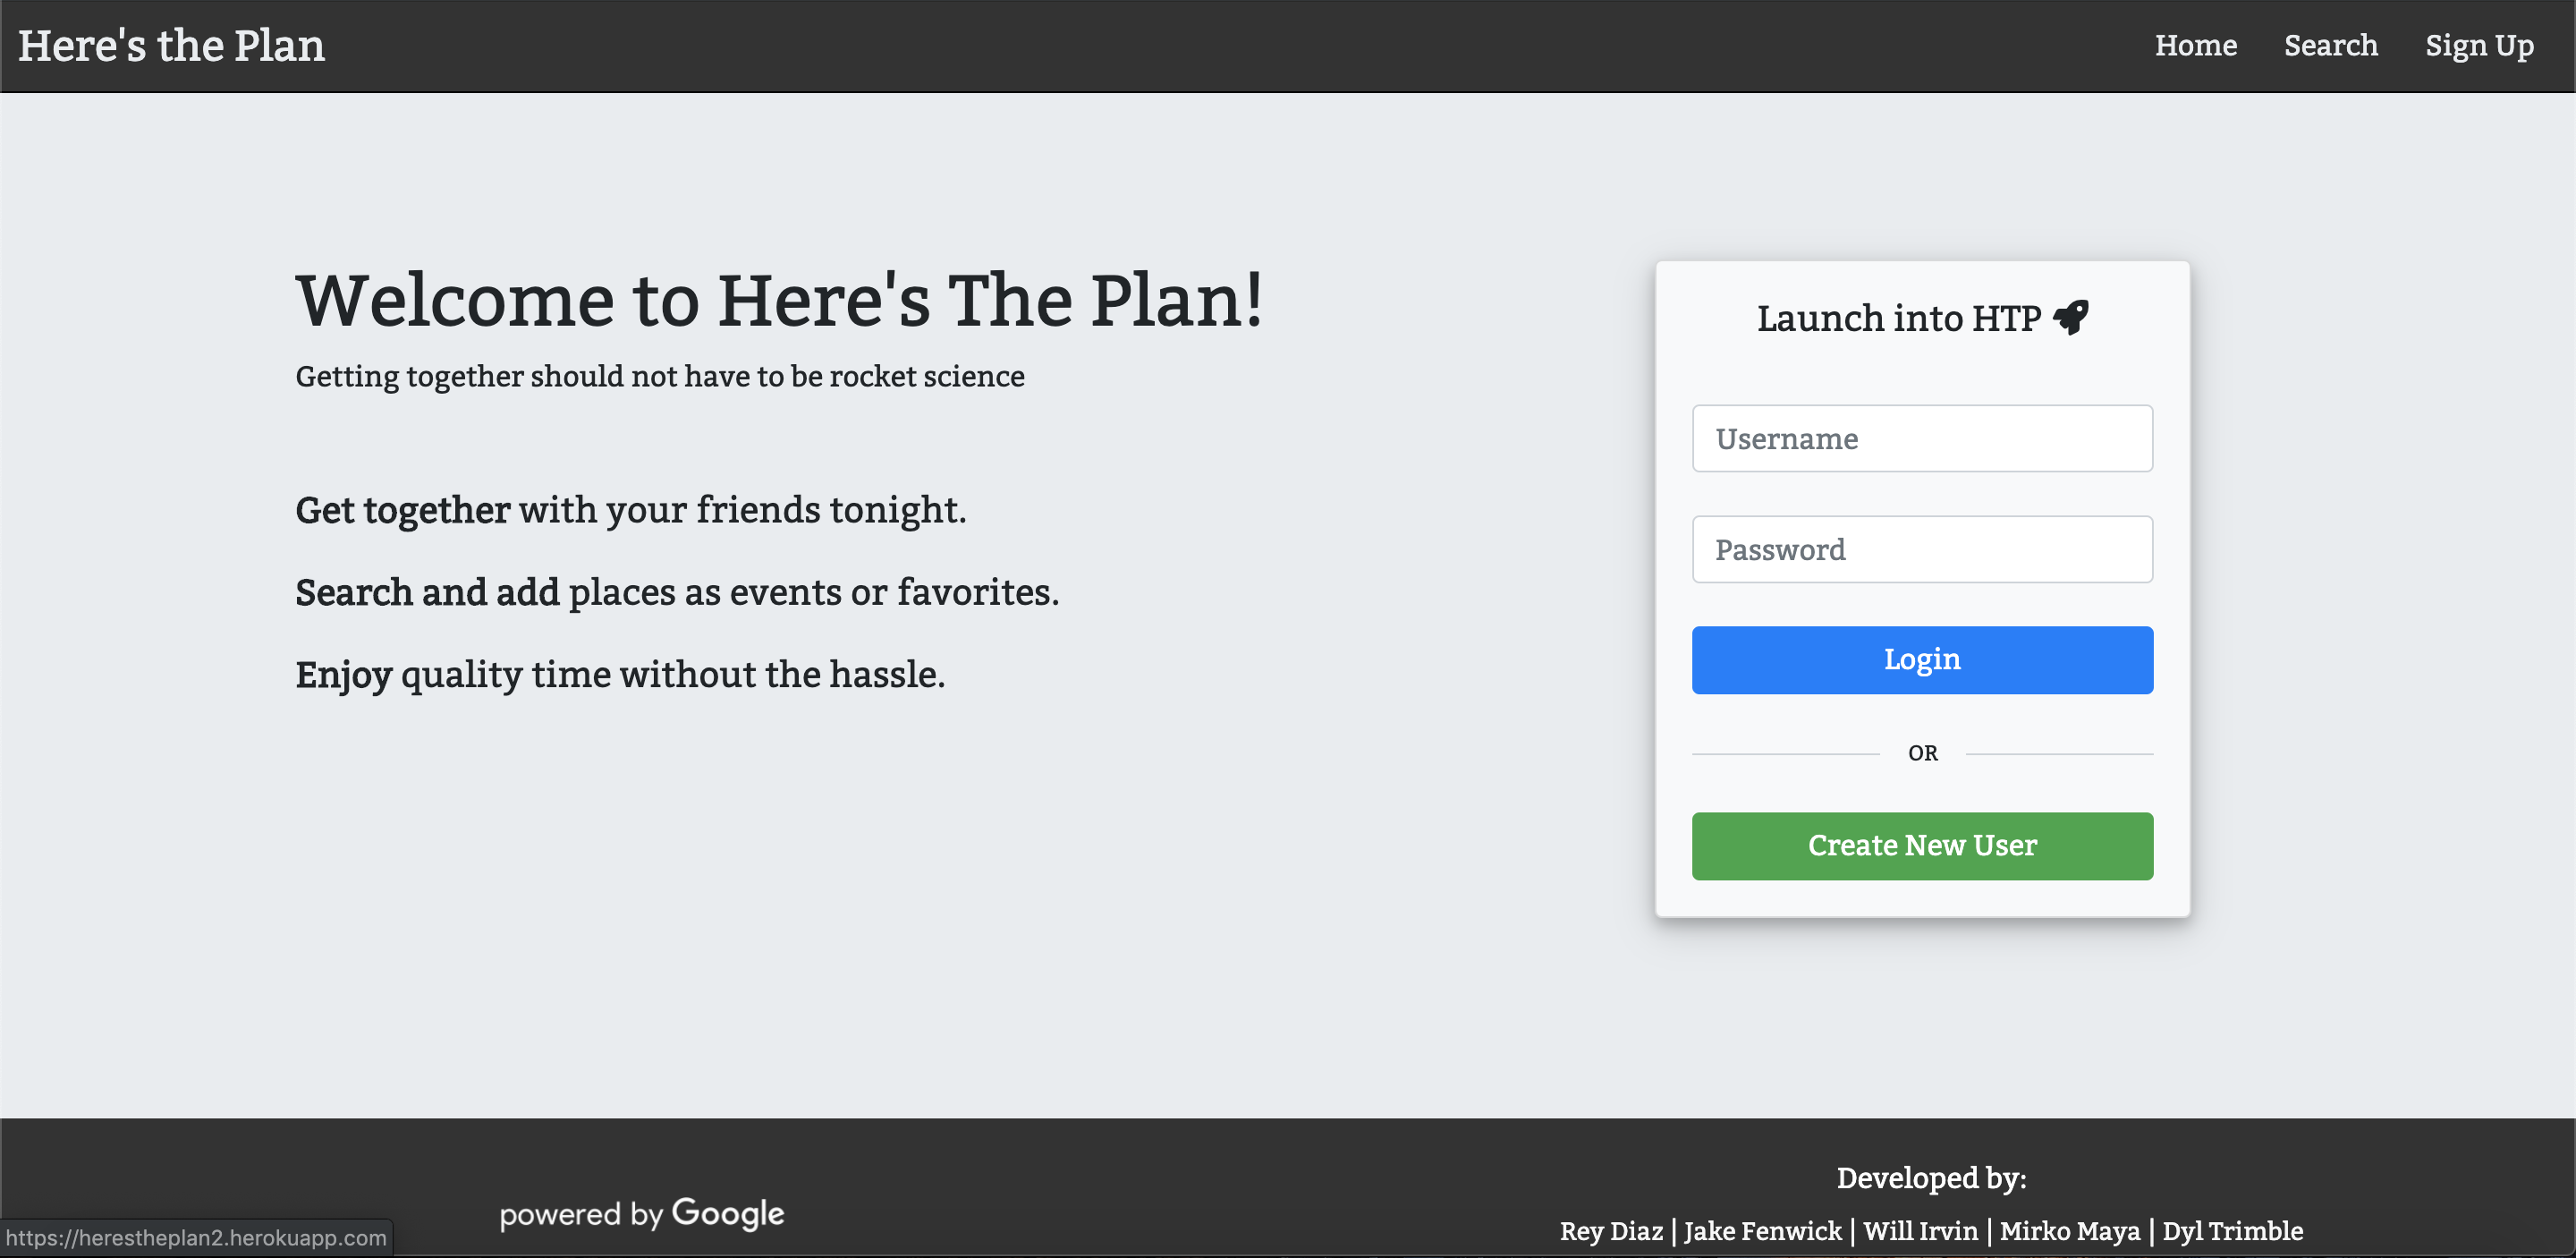 Here's the Plan
Home Search Sign Up
Welcome to Here's The Plan!
Getting together should not have to be rocket science
Get together with your friends tonight.
Search and add places as events or favorites.
Enjoy quality time without the hassle.
Launch into HTP
Username
Password
Login
OR
Create New User
powered by Google
Developed by:
Rey Diaz | Jake Fenwick | Will Irvin | Mirko Maya | Dyl Trimble
https://herestheplan2.herokuapp.com